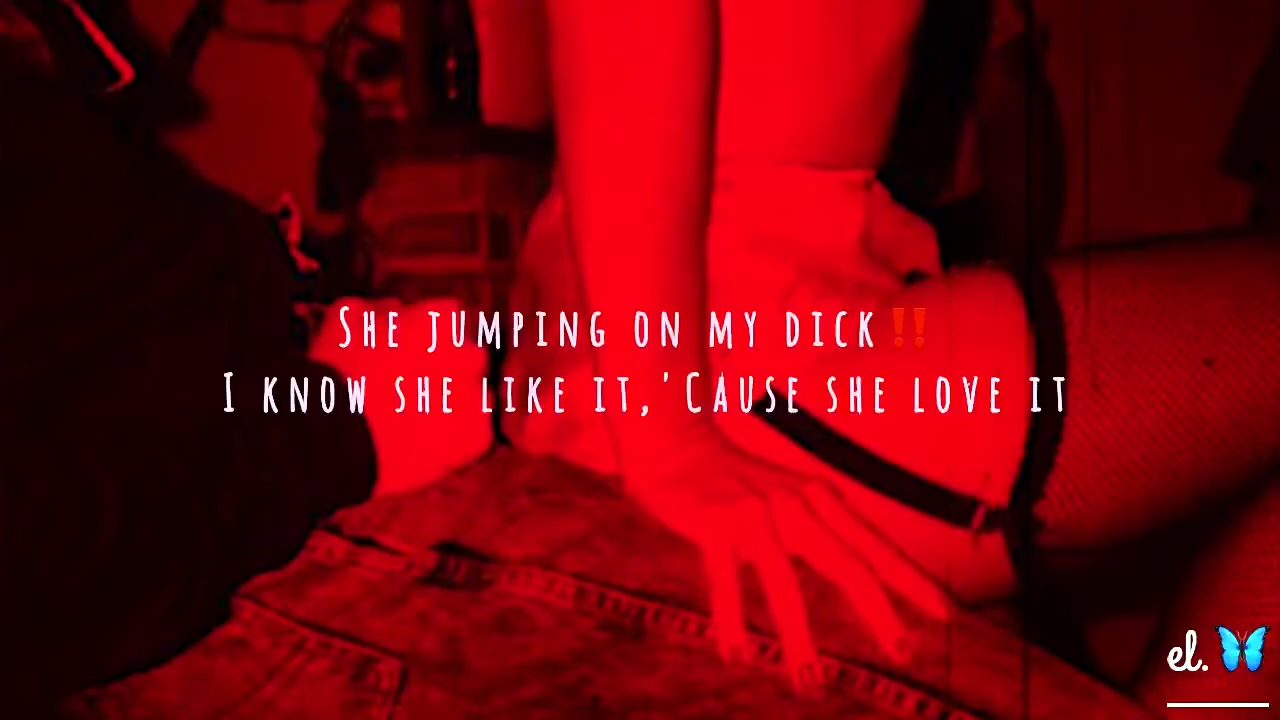 She jumping on my dick‼️
I know she like it,'Cause she love it
el.🦋